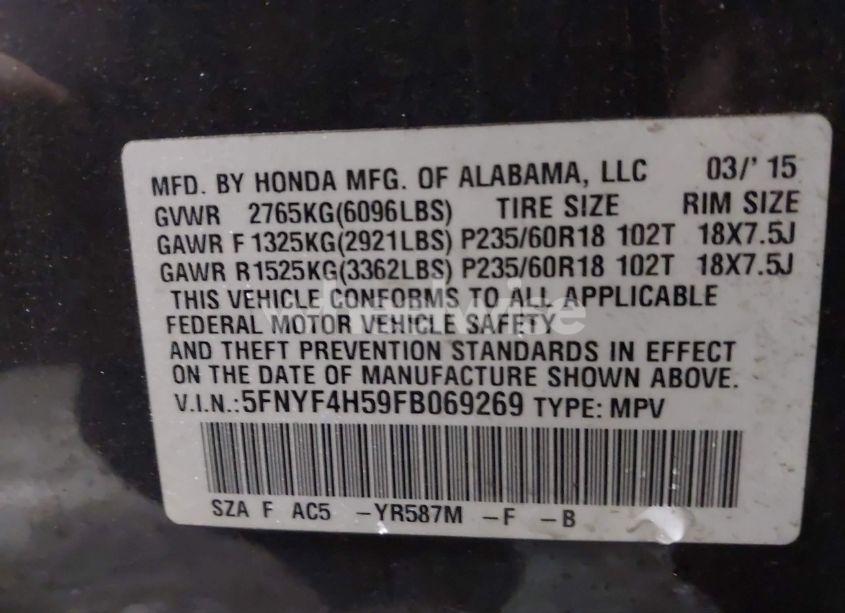 MFD. BY HONDA MFG. OF ALABAMA, LLC 03/' 15
GVWR 2765KG(6096LBS) TIRE SIZE RIM SIZE
GAWR F1325KG(2921LBS) P235/60R18 102T 18X7.5J
GAWR R1525KG(3362LBS) P235/60R18 102T 18X7.5J
THIS VEHICLE CONFORMS TO ALL APPLICABLE
FEDERAL MOTOR VEHICLE SAFETY
AND THEFT PREVENTION STANDARDS IN EFFECT
ON THE DATE OF MANUFACTURE SHOWN ABOVE.
V.I.N.:5FNYF4H59FB069269 TYPE: MPV
SZA F AC5 -YR587M -F -B